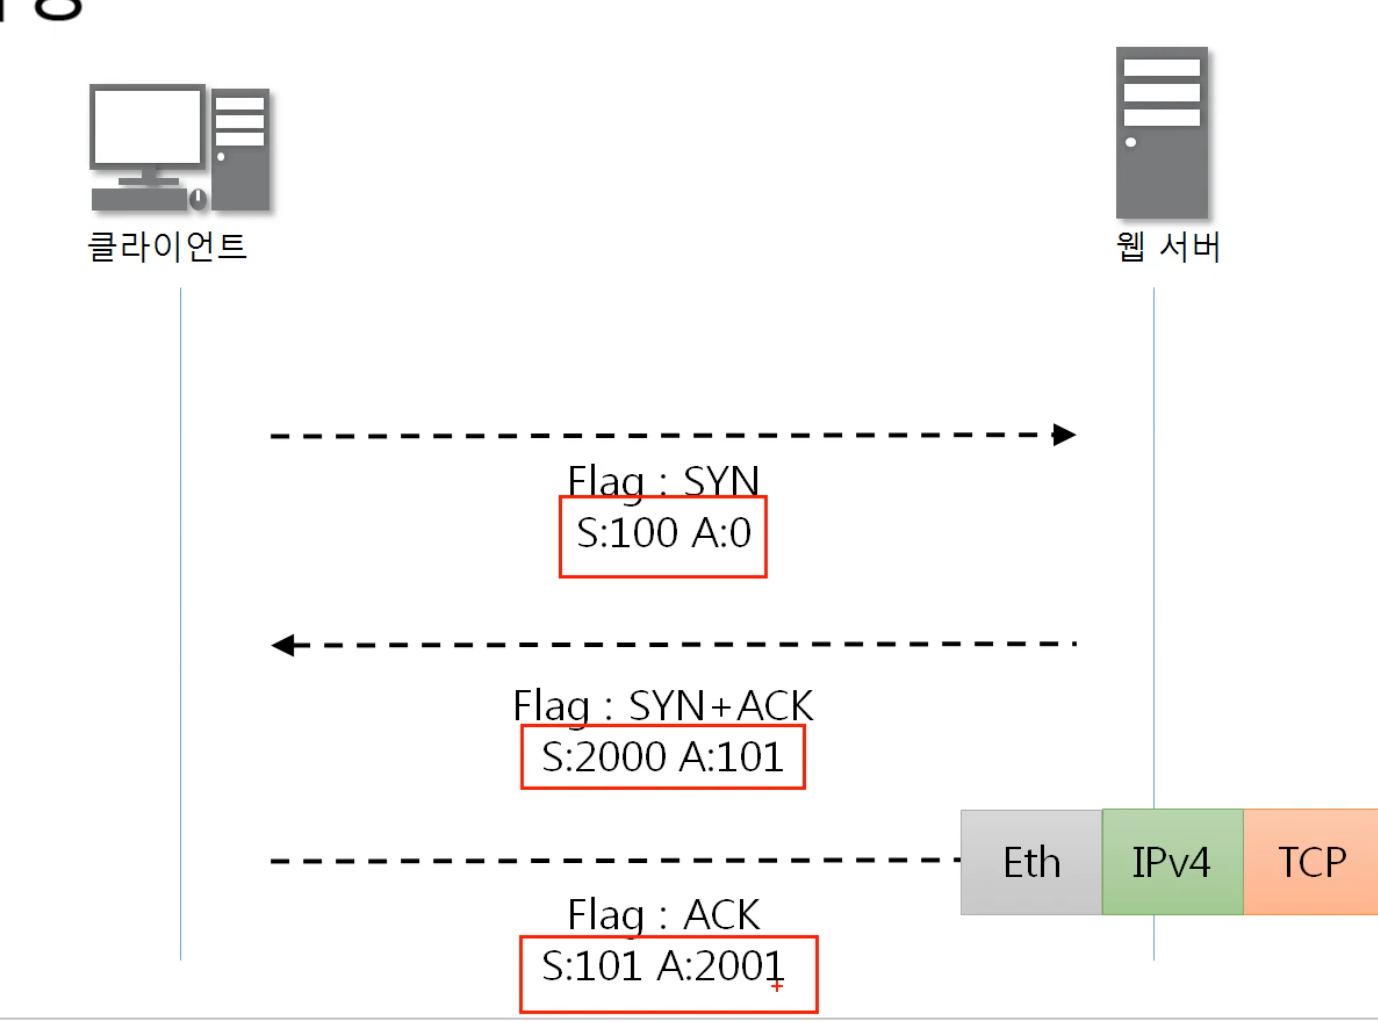 클라이언트
웹 서버
Flag : SYN
S:100 A:0
Flag : SYN+ACK
S:2000 A:101
Eth IPv4 TCP
Flag : ACK
S:101 A:2001